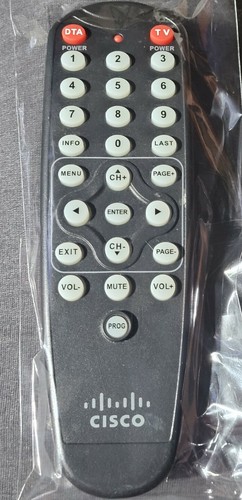 DTA TV
POWER POWER
1 2 3
4 5 6
7 8 9
INFO 0 LAST
MENU CH+ PAGE+
ENTER
EXIT CH- PAGE-
VOL- MUTE VOL+
PROG
CISCO